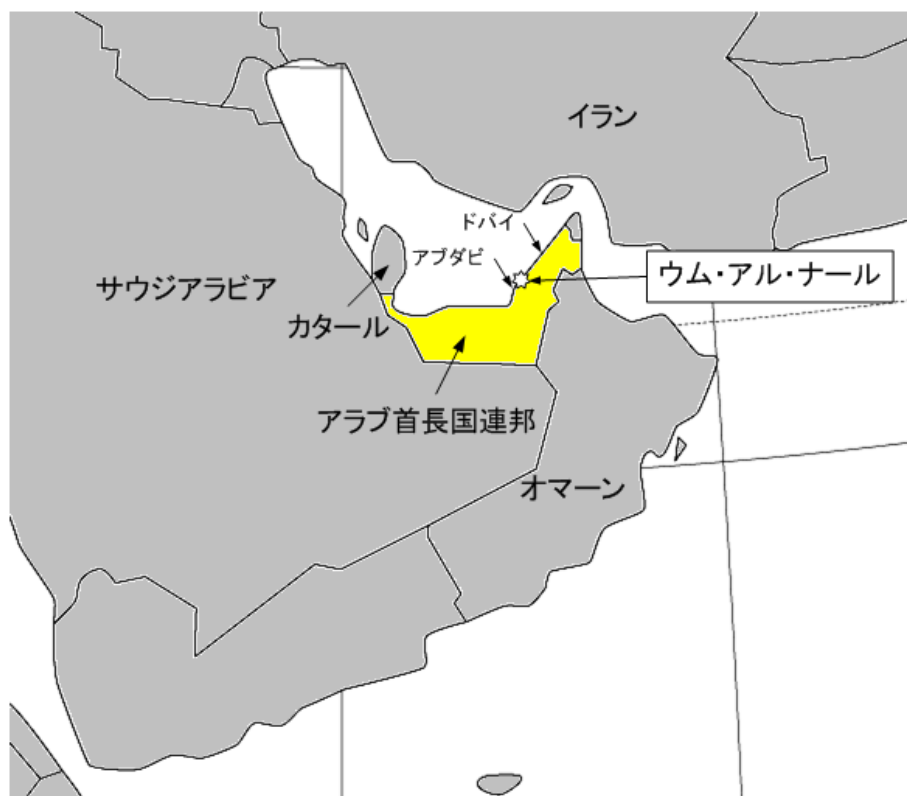 イラン
ドバイ
アブダビ
ウム・アル・ナール
サウジアラビア
カタール
アラブ首長国連邦
オマーン